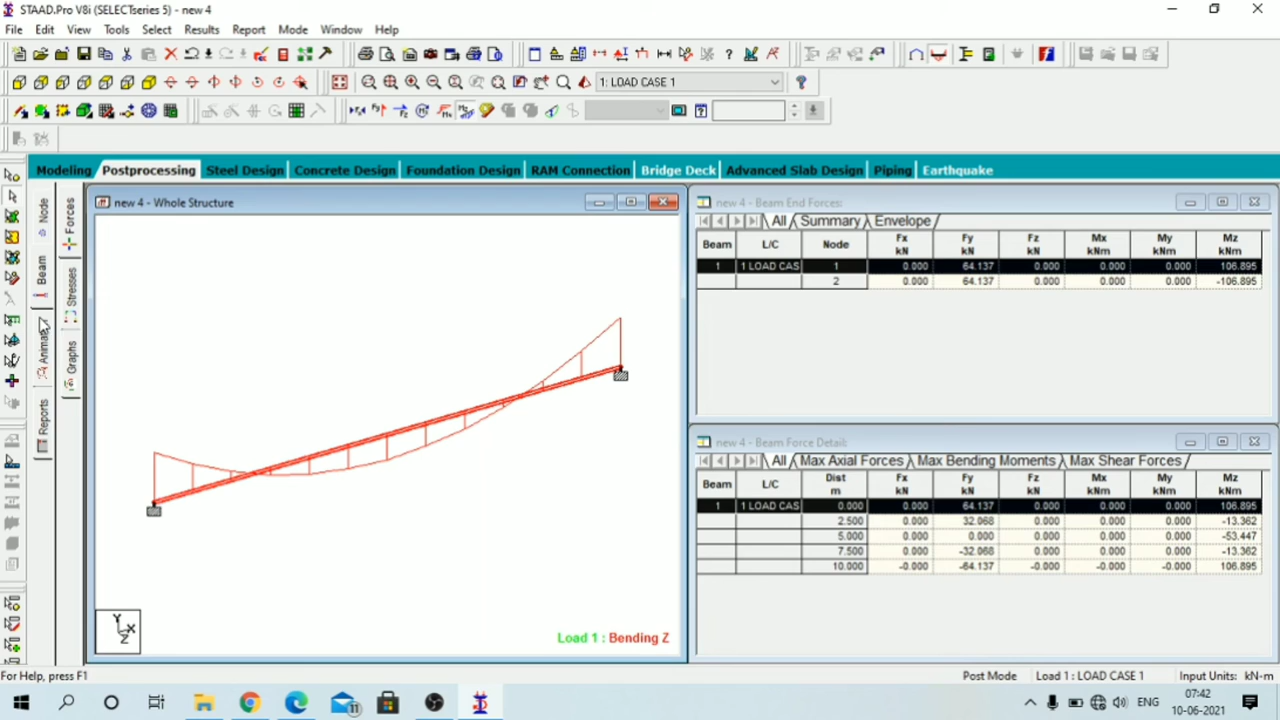 STAAD.Pro V8i (SELECTseries 5) - new 4
File Edit View Tools Select Results Report Mode Window Help
1: LOAD CASE 1
Modeling Postprocessing Steel Design Concrete Design Foundation Design RAM Connection Bridge Deck Advanced Slab Design Piping Earthquake
Node
Beam
Animat
Reports
Forces
Stresses
Graphs
new 4 - Whole Structure
Y
X
Z
Load 1 : Bending Z
new 4 - Beam End Forces:
All Summary Envelope
Beam L/C Node Fx kN Fy kN Fz kN Mx kNm My kNm Mz kNm
1 1 LOAD CAS 1 0.000 64.137 0.000 0.000 0.000 106.895
2 0.000 64.137 0.000 0.000 0.000 -106.895
new 4 - Beam Force Detail:
All Max Axial Forces Max Bending Moments Max Shear Forces
Beam L/C Dist m Fx kN Fy kN Fz kN Mx kNm My kNm Mz kNm
1 1 LOAD CAS 0.000 0.000 64.137 0.000 0.000 0.000 106.895
2.500 0.000 32.068 0.000 0.000 0.000 -13.362
5.000 0.000 0.000 0.000 0.000 0.000 -53.447
7.500 0.000 -32.068 0.000 0.000 0.000 -13.362
10.000 -0.000 -64.137 -0.000 -0.000 -0.000 106.895
For Help, press F1
Post Mode Load 1 : LOAD CASE 1 Input Units: kN-m
11
ENG
07:42
10-06-2021